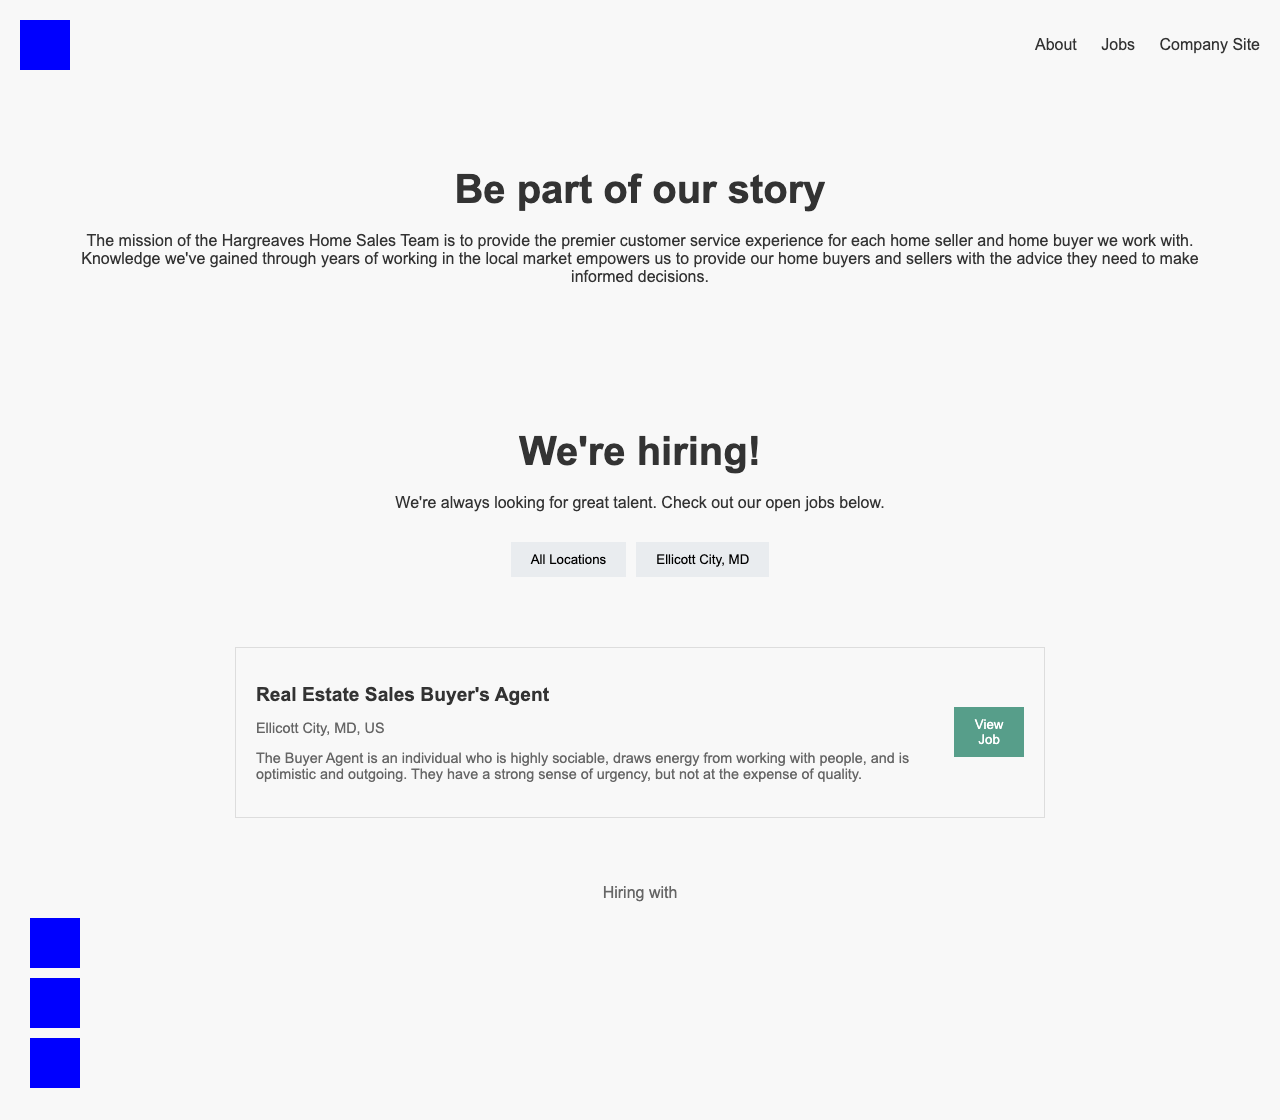 About Jobs Company Site
Be part of our story
The mission of the Hargreaves Home Sales Team is to provide the premier customer service experience for each home seller and home buyer we work with.
Knowledge we've gained through years of working in the local market empowers us to provide our home buyers and sellers with the advice they need to make
informed decisions.
We're hiring!
We're always looking for great talent. Check out our open jobs below.
All Locations Ellicott City, MD
Real Estate Sales Buyer's Agent
Ellicott City, MD, US
The Buyer Agent is an individual who is highly sociable, draws energy from working with people, and is
optimistic and outgoing. They have a strong sense of urgency, but not at the expense of quality.
View
Job
Hiring with